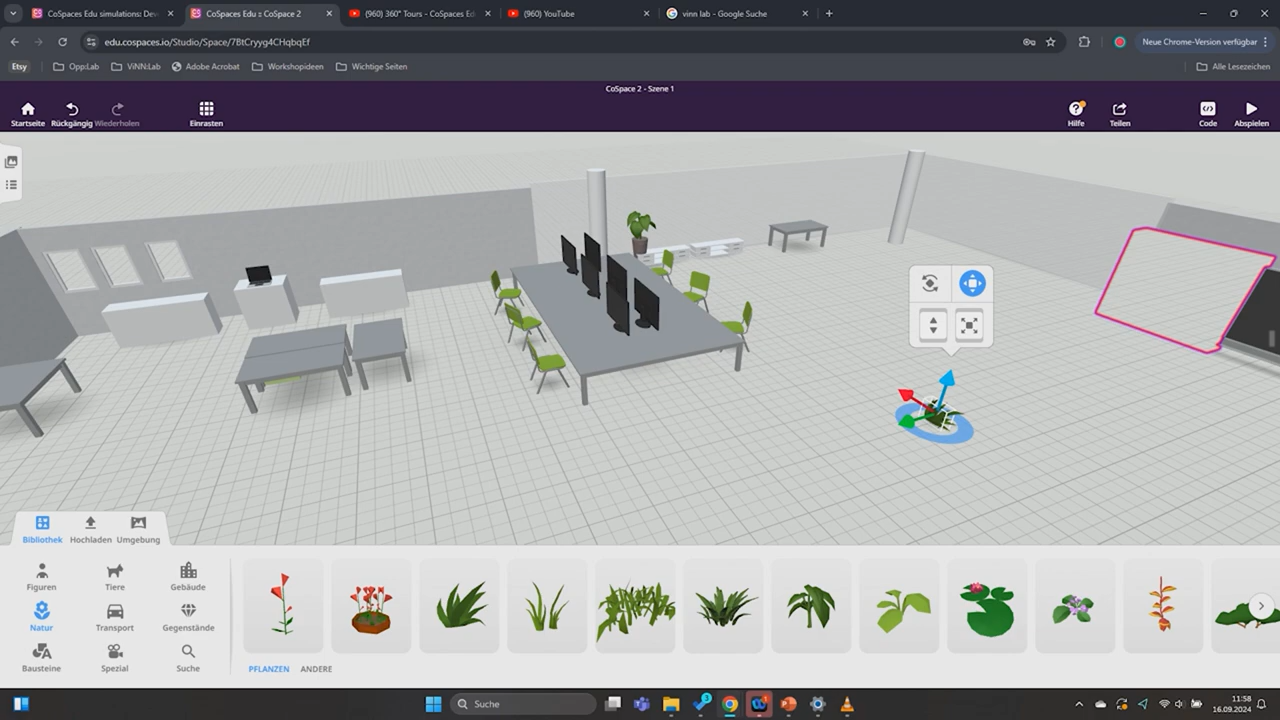 CoSpaces Edu simulations: Dev
CoSpaces Edu :: CoSpace 2
(960) 360° Tours – CoSpaces Ed
(960) YouTube
vinn lab - Google Suche
edu.cospaces.io/Studio/Space/7BtCryyg4CHqbqEf
Neue Chrome-Version verfügbar
Etsy
Opp:Lab
ViNN:Lab
Adobe Acrobat
Workshopideen
Wichtige Seiten
Alle Lesezeichen
CoSpace 2 - Szene 1
Startseite
Rückgängig
Wiederholen
Einrasten
Hilfe
Teilen
Code
Abspielen
Bibliothek
Hochladen
Umgebung
Figuren
Tiere
Gebäude
Natur
Transport
Gegenstände
Bausteine
Spezial
Suche
PFLANZEN
ANDERE
Suche
11:58
16.09.2024